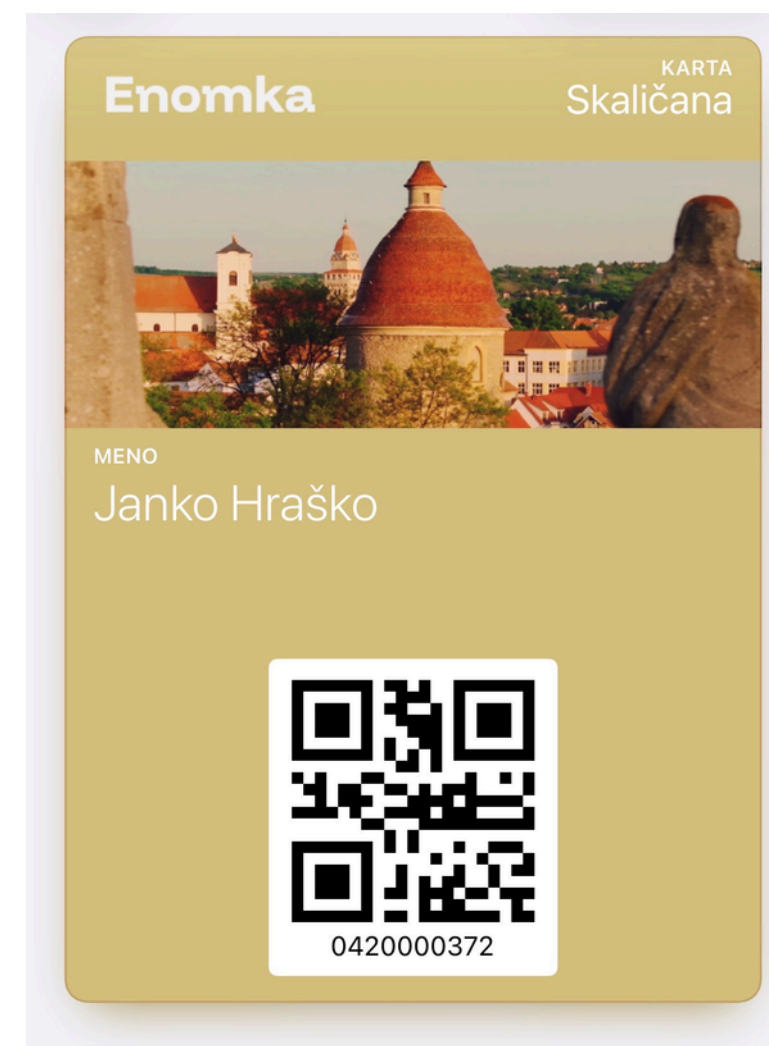 Enomka
KARTA
Skaličana
MENO
Janko Hraško
0420000372